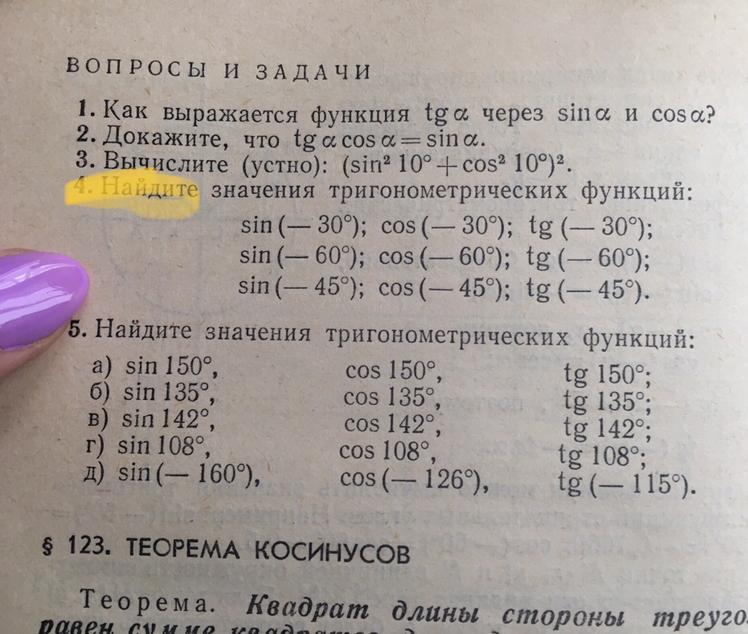 ВОПРОСЫ И ЗАДАЧИ
1. Как выражается функция tg α через sin α и cos α?
2. Докажите, что tg α cos α = sin α.
3. Вычислите (устно): (sin² 10° + cos² 10°)².
4. Найдите значения тригонометрических функций:
sin (— 30°); cos (— 30°); tg (— 30°);
sin (— 60°); cos (— 60°); tg (— 60°);
sin (— 45°); cos (— 45°); tg (— 45°).
5. Найдите значения тригонометрических функций:
а) sin 150°, cos 150°, tg 150°;
б) sin 135°, cos 135°, tg 135°;
в) sin 142°, cos 142°, tg 142°;
г) sin 108°, cos 108°, tg 108°;
д) sin (— 160°), cos (— 126°), tg (— 115°).
§ 123. ТЕОРЕМА КОСИНУСОВ
Теорема. Квадрат длины стороны треуго
равен сумме квадратов